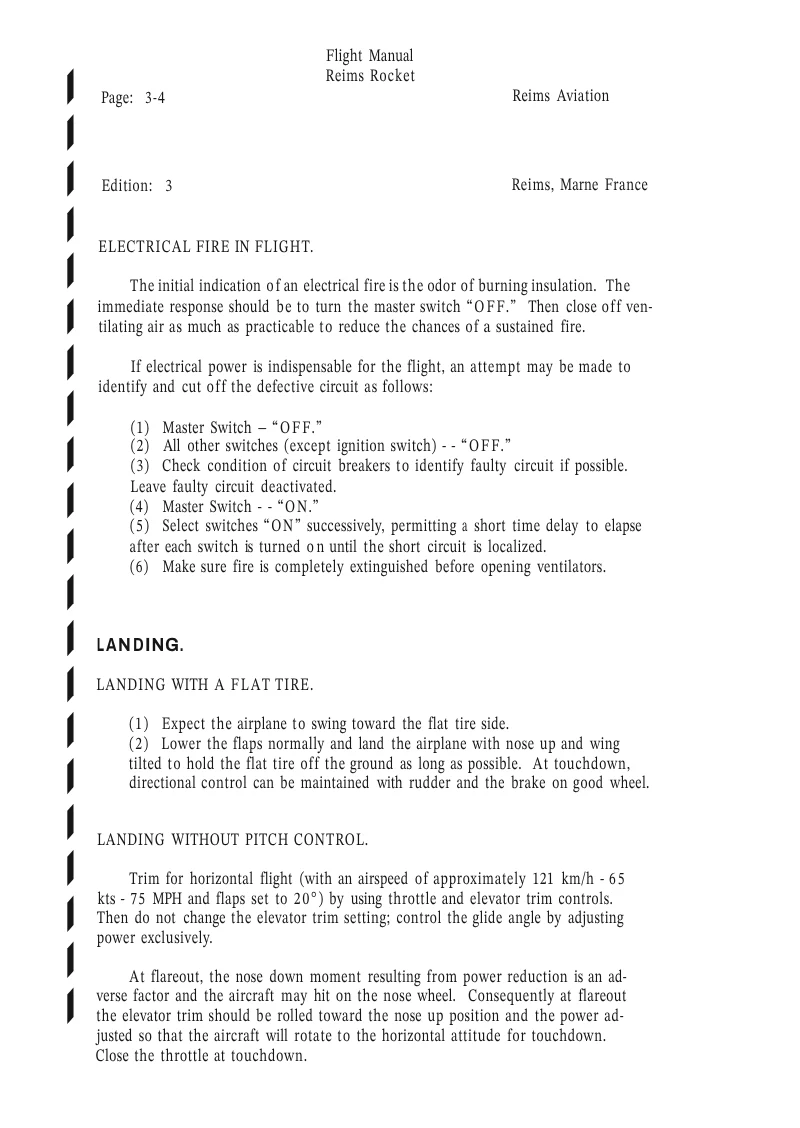 Flight Manual
Reims Rocket
Page: 3-4
Reims Aviation
Edition: 3
Reims, Marne France
ELECTRICAL FIRE IN FLIGHT.
The initial indication of an electrical fire is the odor of burning insulation. The
immediate response should be to turn the master switch “OFF.” Then close off ven-
tilating air as much as practicable to reduce the chances of a sustained fire.
If electrical power is indispensable for the flight, an attempt may be made to
identify and cut off the defective circuit as follows:
(1) Master Switch – “OFF.”
(2) All other switches (except ignition switch) - - “OFF.”
(3) Check condition of circuit breakers to identify faulty circuit if possible.
Leave faulty circuit deactivated.
(4) Master Switch - - “ON.”
(5) Select switches “ON” successively, permitting a short time delay to elapse
after each switch is turned on until the short circuit is localized.
(6) Make sure fire is completely extinguished before opening ventilators.
LANDING.
LANDING WITH A FLAT TIRE.
(1) Expect the airplane to swing toward the flat tire side.
(2) Lower the flaps normally and land the airplane with nose up and wing
tilted to hold the flat tire off the ground as long as possible. At touchdown,
directional control can be maintained with rudder and the brake on good wheel.
LANDING WITHOUT PITCH CONTROL.
Trim for horizontal flight (with an airspeed of approximately 121 km/h - 65
kts - 75 MPH and flaps set to 20°) by using throttle and elevator trim controls.
Then do not change the elevator trim setting; control the glide angle by adjusting
power exclusively.
At flareout, the nose down moment resulting from power reduction is an ad-
verse factor and the aircraft may hit on the nose wheel. Consequently at flareout
the elevator trim should be rolled toward the nose up position and the power ad-
justed so that the aircraft will rotate to the horizontal attitude for touchdown.
Close the throttle at touchdown.